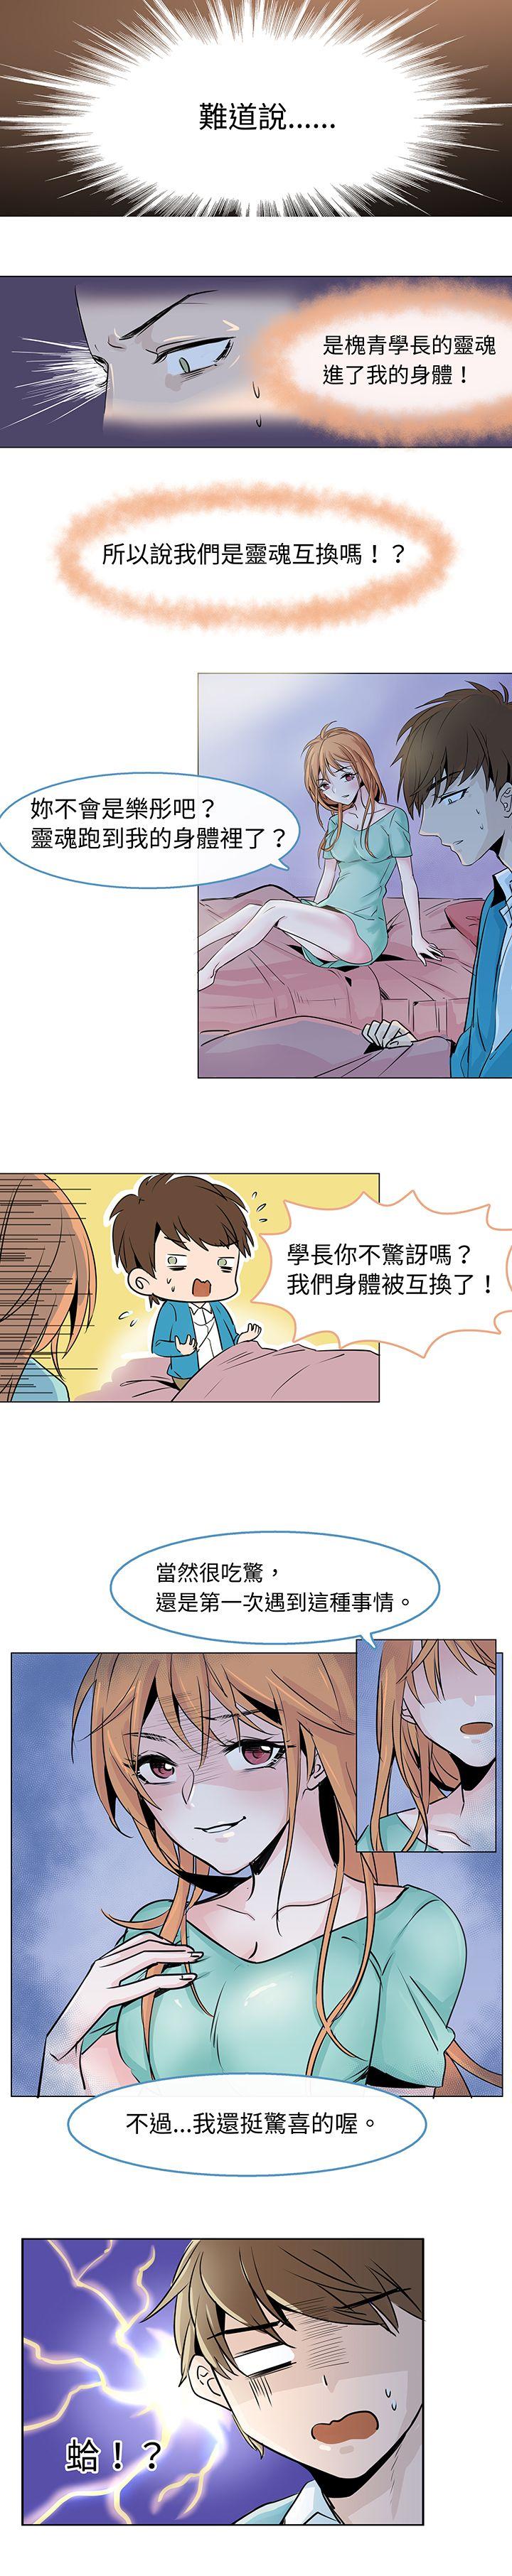 難道說……
是槐青學長的靈魂
進了我的身體！
所以說我們是靈魂互換嗎！？
妳不會是樂彤吧？
靈魂跑到我的身體裡了？
學長你不驚訝嗎？
我們身體被互換了！
當然很吃驚，
還是第一次遇到這種事情。
不過…我還挺驚喜的喔。
蛤！？